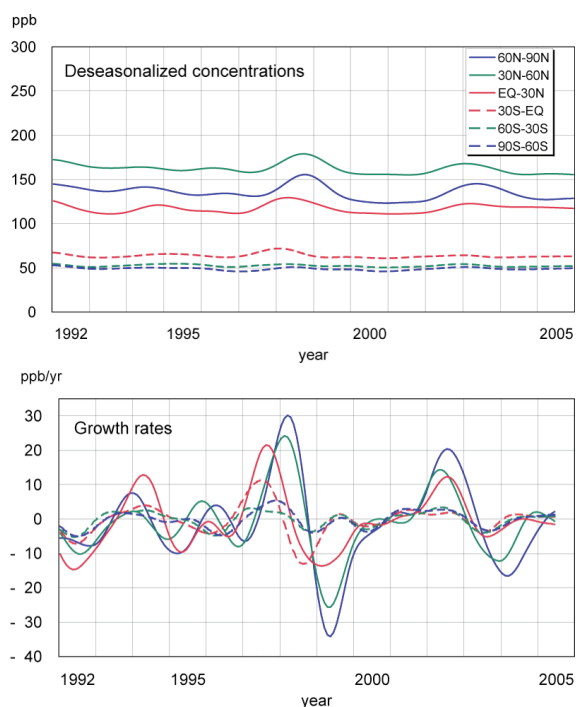 ppb
300
Deseasonalized concentrations
60N-90N
30N-60N
EQ-30N
30S-EQ
60S-30S
90S-60S
250
200
150
100
50
0
1992 1995 2000 2005
year
ppb/yr
30
Growth rates
20
10
0
- 10
- 20
- 30
- 40
1992 1995 2000 2005
year